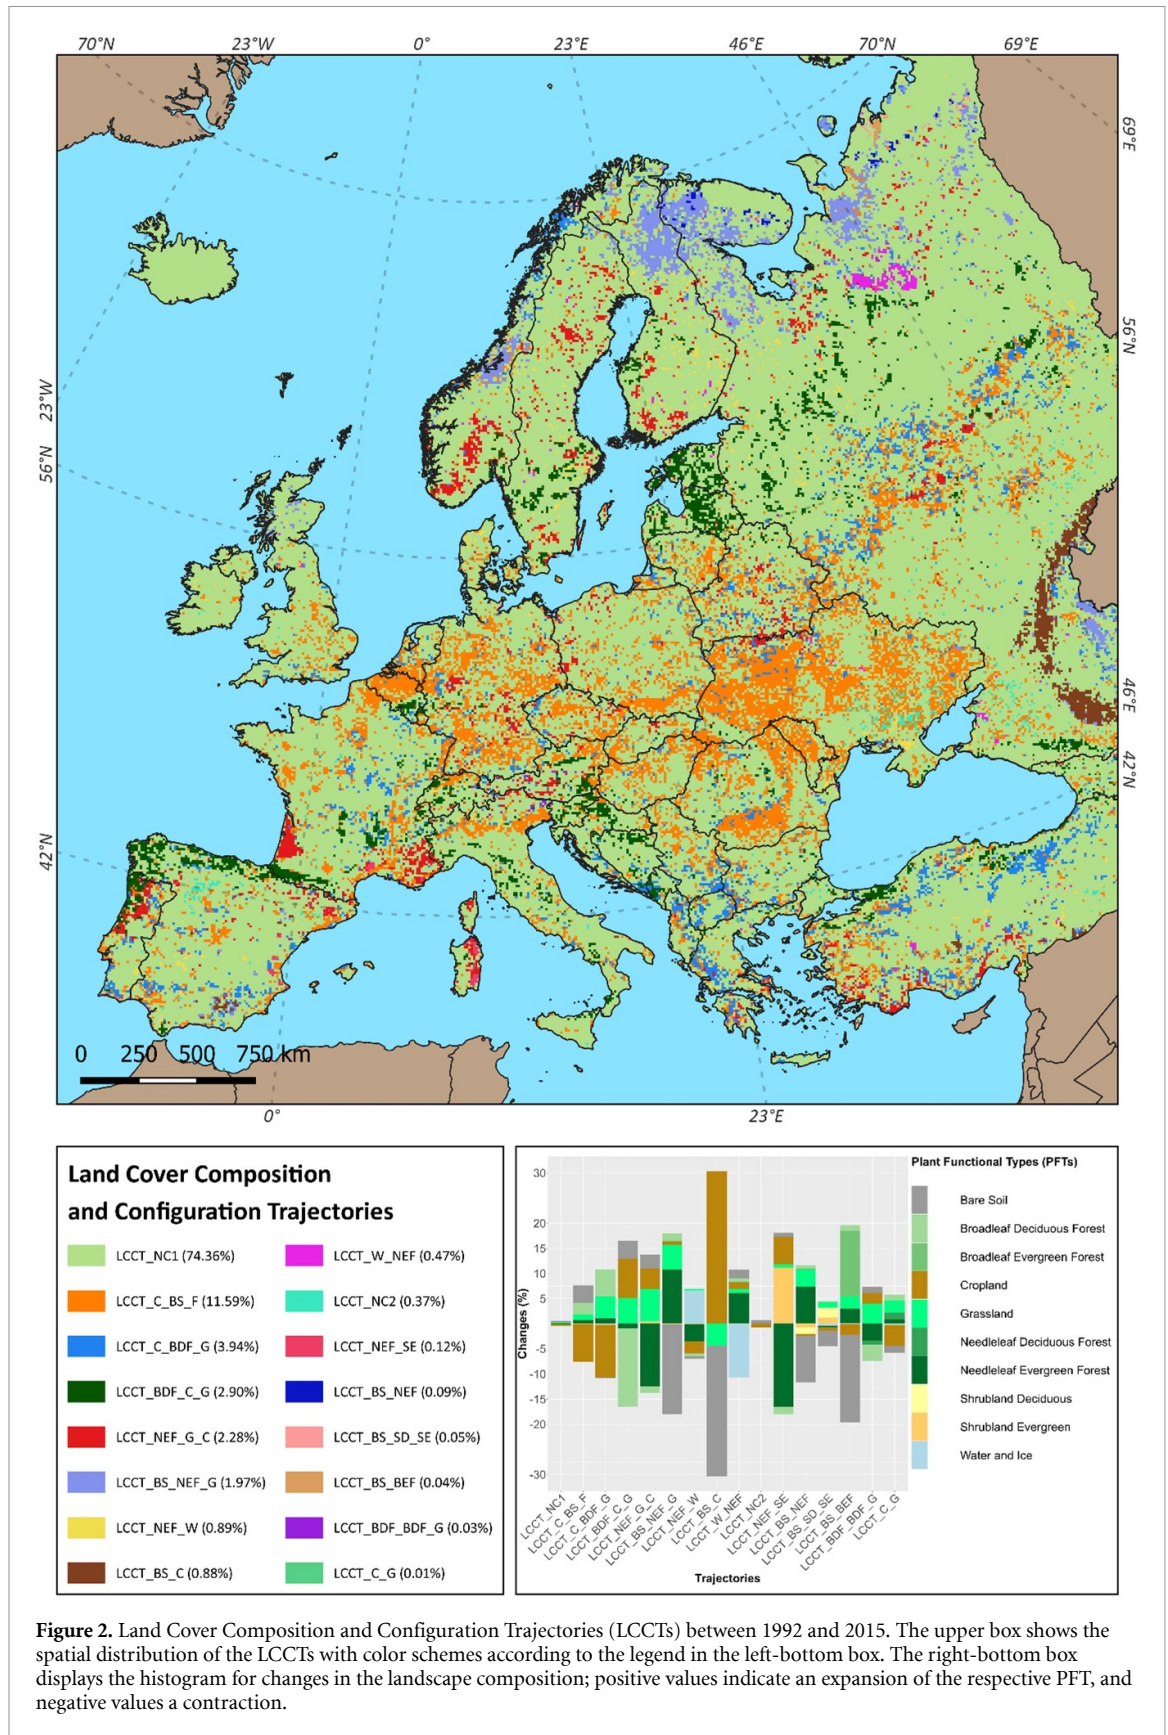 70°N 23°W 0° 23°E 46°E 70°N 69°E
69°E
56°N
46°E
42°N
23°W
56°N
42°N
0 250 500 750 km
0° 23°E
Land Cover Composition
and Configuration Trajectories
LCCT_NC1 (74.36%)
LCCT_C_BS_F (11.59%)
LCCT_C_BDF_G (3.94%)
LCCT_BDF_C_G (2.90%)
LCCT_NEF_G_C (2.28%)
LCCT_BS_NEF_G (1.97%)
LCCT_NEF_W (0.89%)
LCCT_BS_C (0.88%)
LCCT_W_NEF (0.47%)
LCCT_NC2 (0.37%)
LCCT_NEF_SE (0.12%)
LCCT_BS_NEF (0.09%)
LCCT_BS_SD_SE (0.05%)
LCCT_BS_BEF (0.04%)
LCCT_BDF_BDF_G (0.03%)
LCCT_C_G (0.01%)
Changes (%)
30
20
15
10
5
-5
-10
-15
-20
-30
LCCT_NC1
LCCT_C_BS_F
LCCT_C_BDF_G
LCCT_BDF_C_G
LCCT_NEF_G_C
LCCT_BS_NEF_G
LCCT_NEF_W
LCCT_BS_C
LCCT_W_NEF
LCCT_NC2
LCCT_NEF_SE
LCCT_BS_NEF
LCCT_BS_SD_SE
LCCT_BS_BEF
LCCT_BDF_BDF_G
LCCT_C_G
Trajectories
Plant Functional Types (PFTs)
Bare Soil
Broadleaf Deciduous Forest
Broadleaf Evergreen Forest
Cropland
Grassland
Needleleaf Deciduous Forest
Needleleaf Evergreen Forest
Shrubland Deciduous
Shrubland Evergreen
Water and Ice
Figure 2. Land Cover Composition and Configuration Trajectories (LCCTs) between 1992 and 2015. The upper box shows the
spatial distribution of the LCCTs with color schemes according to the legend in the left-bottom box. The right-bottom box
displays the histogram for changes in the landscape composition; positive values indicate an expansion of the respective PFT, and
negative values a contraction.